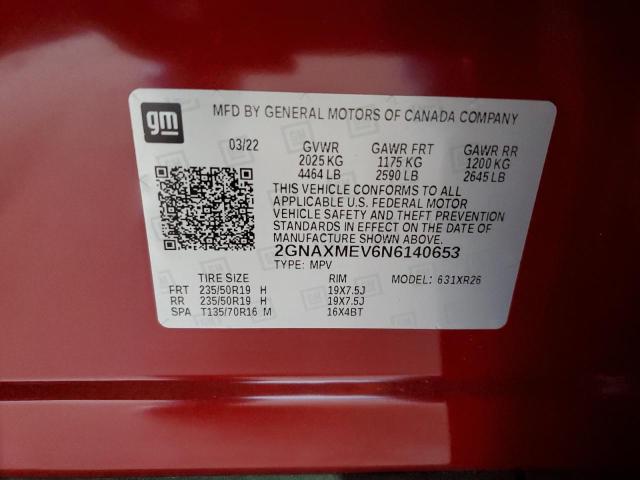 gm
MFD BY GENERAL MOTORS OF CANADA COMPANY
03/22 GVWR GAWR FRT GAWR RR
2025 KG 1175 KG 1200 KG
4464 LB 2590 LB 2645 LB
THIS VEHICLE CONFORMS TO ALL
APPLICABLE U.S. FEDERAL MOTOR
VEHICLE SAFETY AND THEFT PREVENTION
STANDARDS IN EFFECT ON THE DATE OF
MANUFACTURE SHOWN ABOVE.
2GNAXMEV6N6140653
TYPE: MPV MODEL: 631XR26
TIRE SIZE RIM
FRT 235/50R19 H 19X7.5J
RR 235/50R19 H 19X7.5J
SPA T135/70R16 M 16X4BT